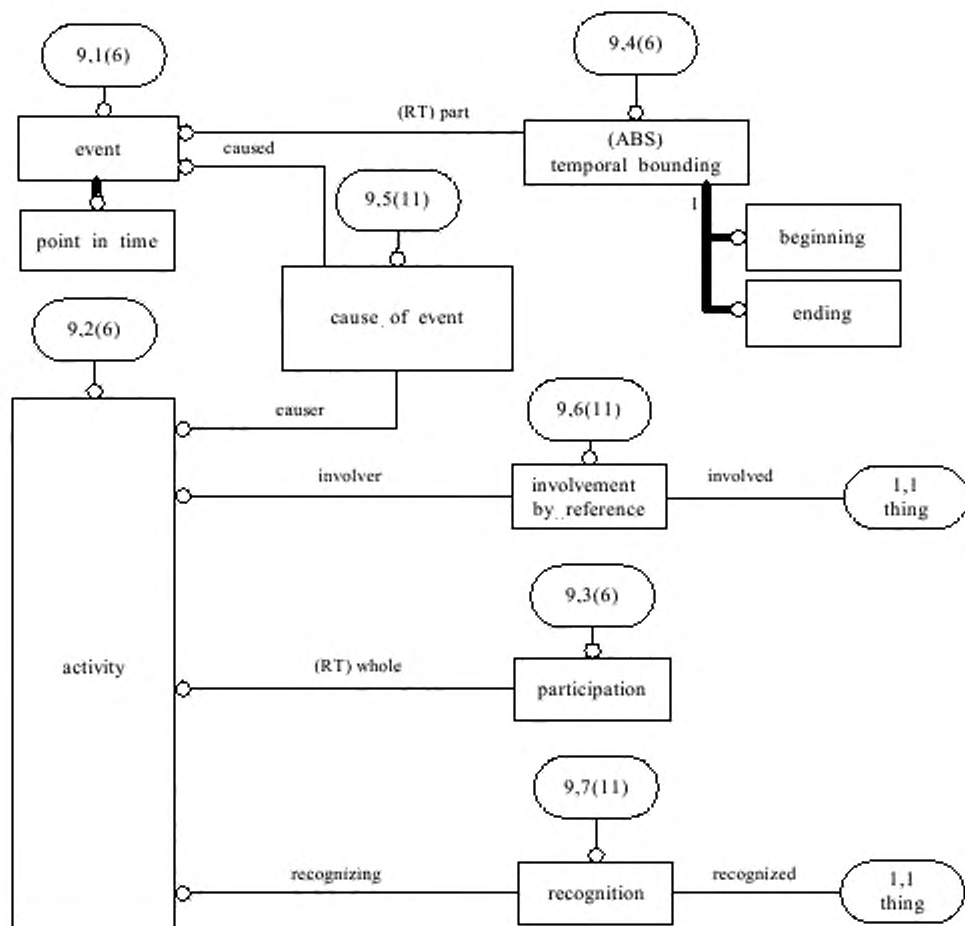 9,1(6)
9,4(6)
(RT) part
event
caused
(ABS)
temporal bounding
9,5(11)
1
point in time
beginning
cause of event
ending
9,2(6)
causer
9,6(11)
involver
involvement
by reference
involved
1,1
thing
9,3(6)
activity
(RT) whole
participation
9,7(11)
recognizing
recognition
recognized
1,1
thing